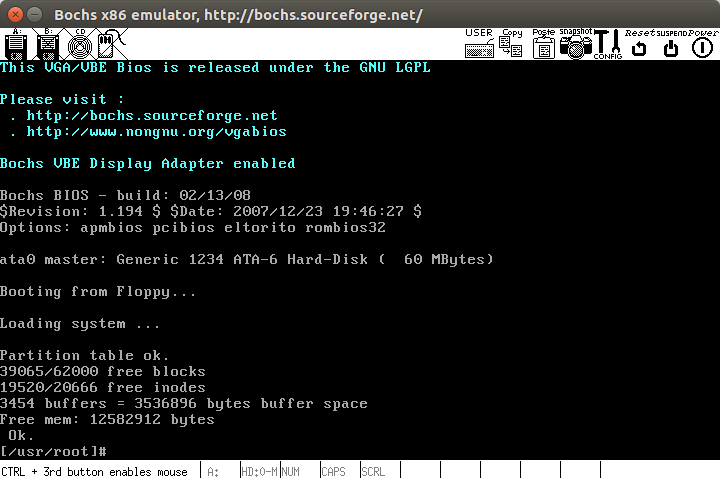 Bochs x86 emulator, http://bochs.sourceforge.net/
A: B: CD USER Copy Paste snapshot CONFIG Reset SUSPEND Power
This VGA/VBE Bios is released under the GNU LGPL
Please visit :
. http://bochs.sourceforge.net
. http://www.nongnu.org/vgabios
Bochs VBE Display Adapter enabled
Bochs BIOS - build: 02/13/08
$Revision: 1.194 $ $Date: 2007/12/23 19:46:27 $
Options: apmbios pcibios eltorito rombios32
ata0 master: Generic 1234 ATA-6 Hard-Disk (  60 MBytes)
Booting from Floppy...
Loading system ...
Partition table ok.
39065/62000 free blocks
19520/20666 free inodes
3454 buffers = 3536896 bytes buffer space
Free mem: 12582912 bytes
Ok.
[/usr/root]#
CTRL + 3rd button enables mouse A: HD:0-M NUM CAPS SCRL